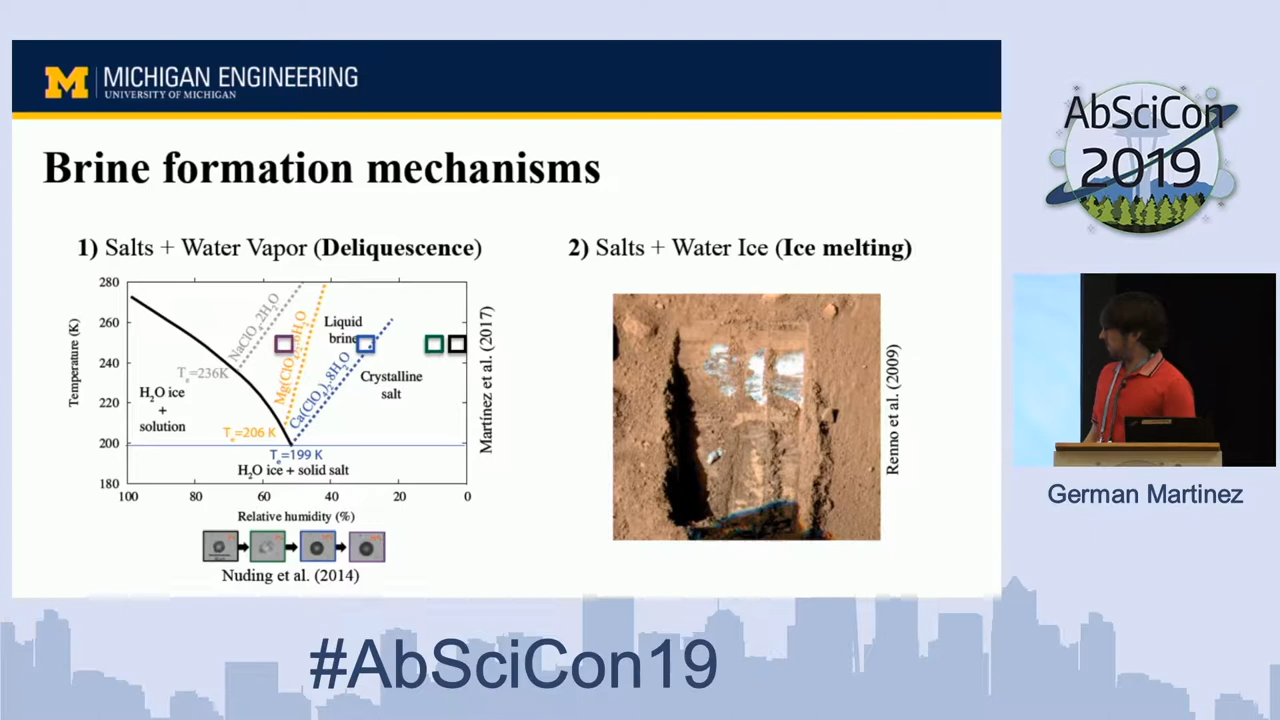 MICHIGAN ENGINEERING
UNIVERSITY OF MICHIGAN
Brine formation mechanisms
1) Salts + Water Vapor (Deliquescence)
2) Salts + Water Ice (Ice melting)
280
260
240
220
200
180
Temperature (K)
NaClO₄·2H₂O
Mg(ClO₄)₂·6H₂O
Ca(ClO₄)₂·8H₂O
Liquid
brine
Crystalline
salt
Te=236K
H₂O ice
+
solution
Te=206 K
Te=199 K
H₂O ice + solid salt
100 80 60 40 20 0
Relative humidity (%)
Martínez et al. (2017)
Renno et al. (2009)
Nuding et al. (2014)
AbSciCon
2019
German Martinez
#AbSciCon19